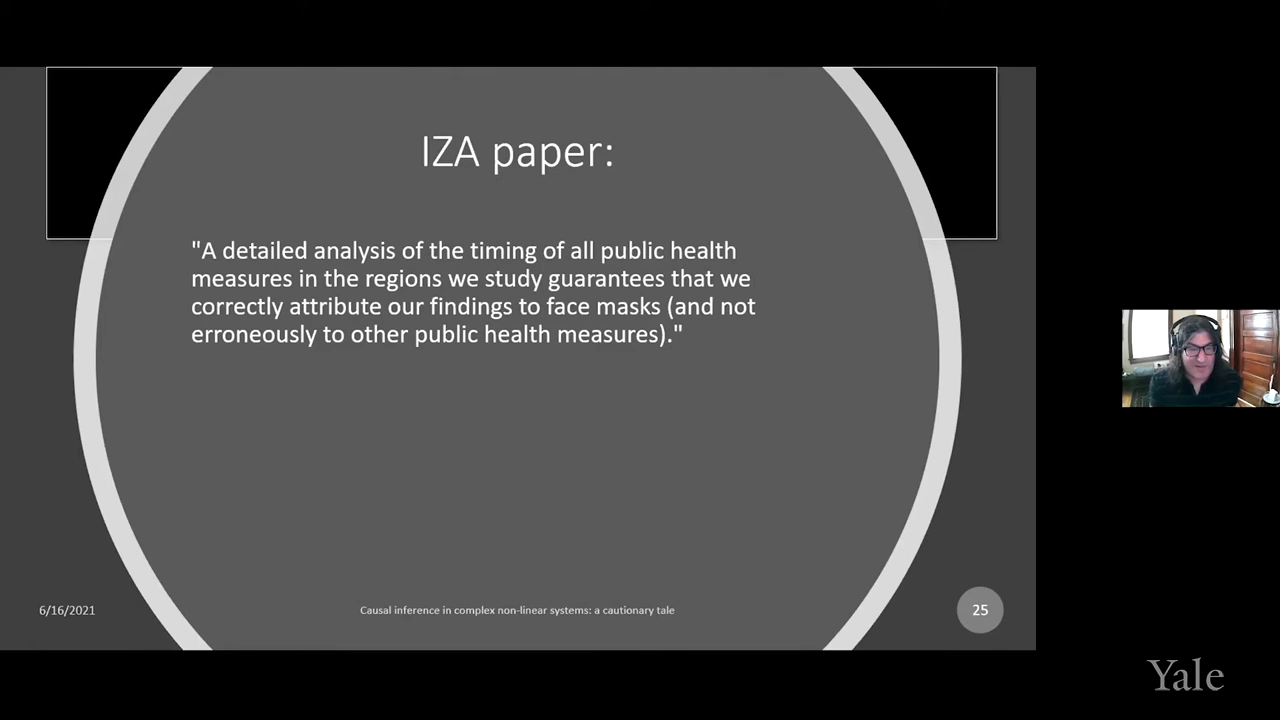 IZA paper:
"A detailed analysis of the timing of all public health
measures in the regions we study guarantees that we
correctly attribute our findings to face masks (and not
erroneously to other public health measures)."
6/16/2021
Causal inference in complex non-linear systems: a cautionary tale
25
Yale